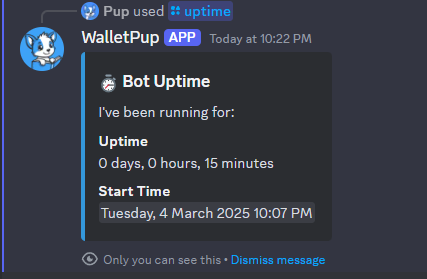 Pup used uptime
WalletPup APP Today at 10:22 PM
⏱️ Bot Uptime
I've been running for:
Uptime
0 days, 0 hours, 15 minutes
Start Time
Tuesday, 4 March 2025 10:07 PM
Only you can see this • Dismiss message